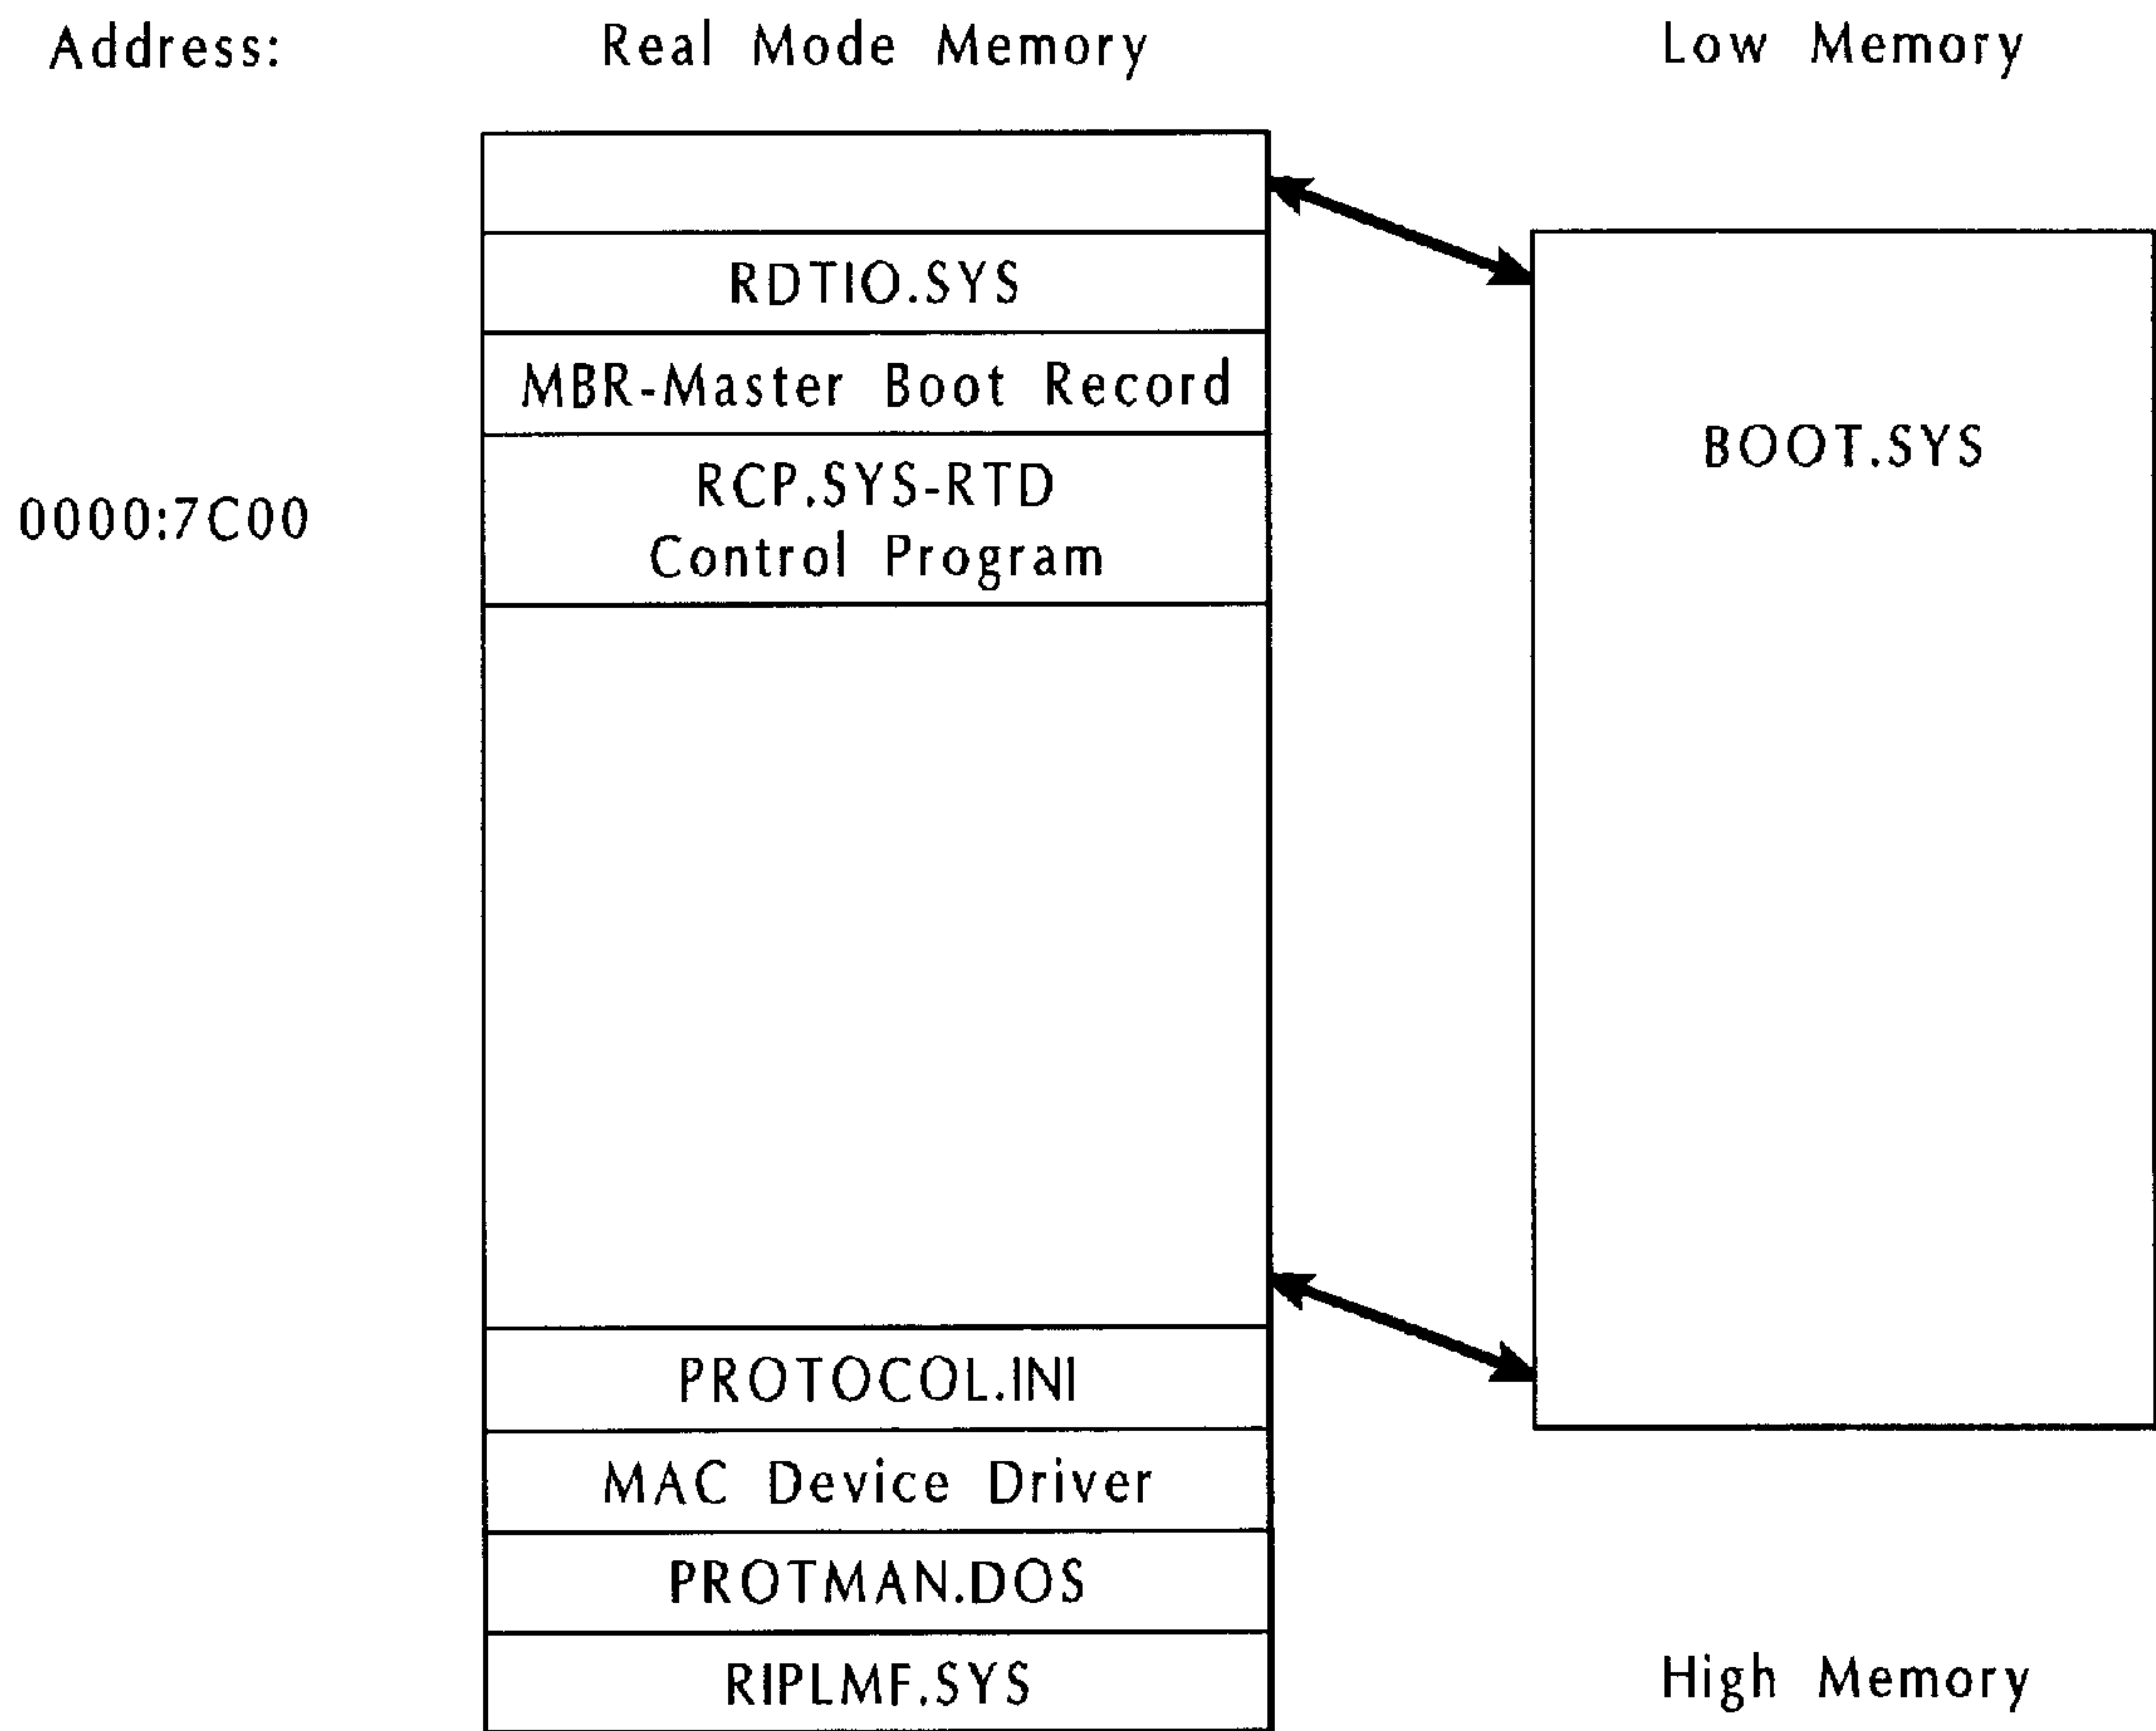 Address:
Real Mode Memory
Low Memory
RDTIO.SYS
MBR-Master Boot Record
BOOT.SYS
0000:7C00
RCP.SYS-RTD
Control Program
PROTOCOL.INI
MAC Device Driver
PROTMAN.DOS
RIPLMF.SYS
High Memory